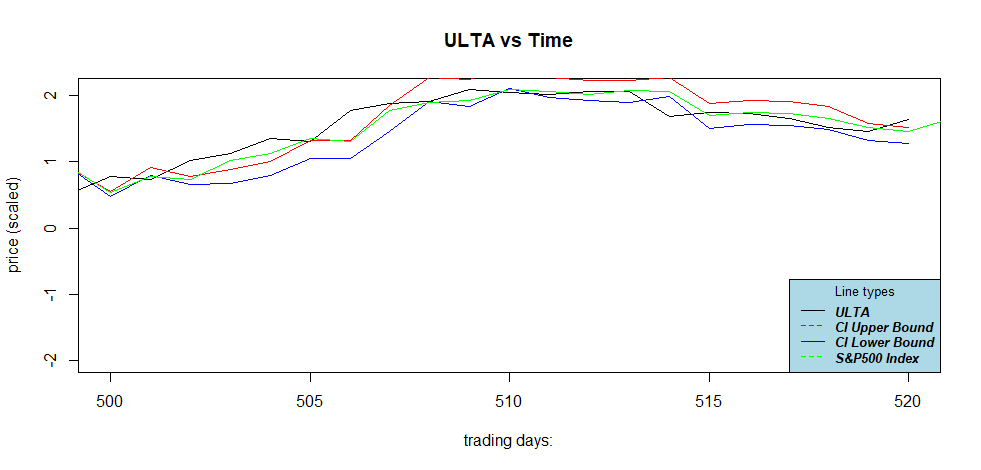 ULTA vs Time
price (scaled)
2
1
0
-1
-2
Line types
ULTA
CI Upper Bound
CI Lower Bound
S&P500 Index
500 505 510 515 520
trading days: